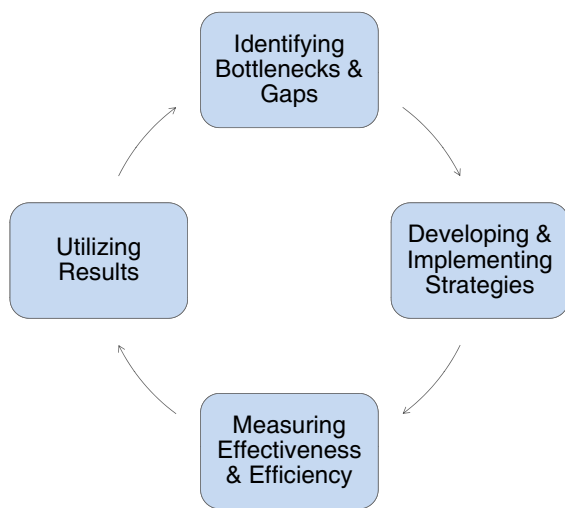 Identifying
Bottlenecks &
Gaps
Developing &
Implementing
Strategies
Measuring
Effectiveness
& Efficiency
Utilizing
Results